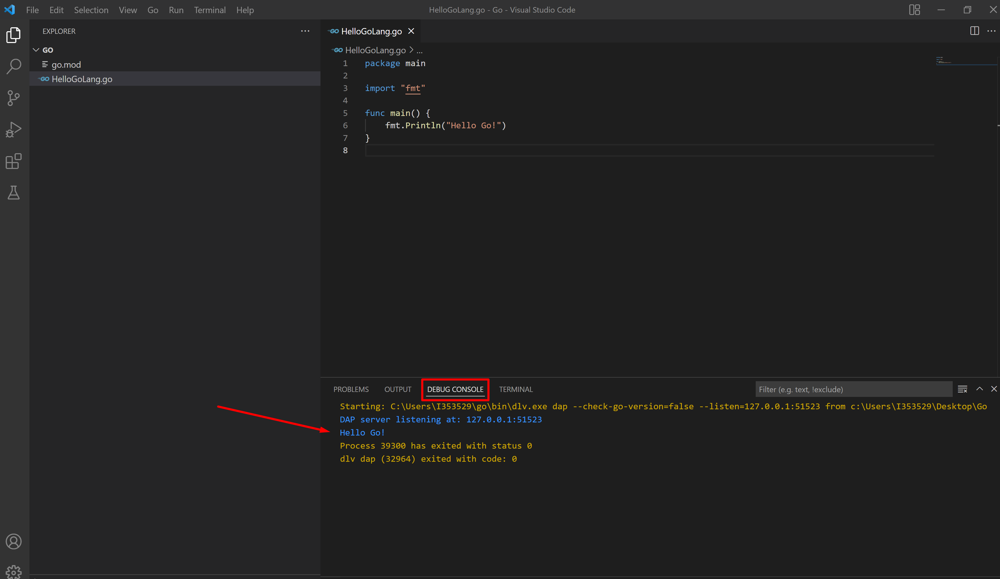 File Edit Selection View Go Run Terminal Help
HelloGoLang.go - Go - Visual Studio Code
EXPLORER
GO
go.mod
GO HelloGoLang.go
GO HelloGoLang.go
GO HelloGoLang.go > ...
1 package main
2
3 import "fmt"
4
5 func main() {
6 fmt.Println("Hello Go!")
7 }
8
PROBLEMS OUTPUT DEBUG CONSOLE TERMINAL
Filter (e.g. text, !exclude)
Starting: C:\Users\I353529\go\bin\dlv.exe dap --check-go-version=false --listen=127.0.0.1:51523 from c:\Users\I353529\Desktop\Go
DAP server listening at: 127.0.0.1:51523
Hello Go!
Process 39300 has exited with status 0
dlv dap (32964) exited with code: 0